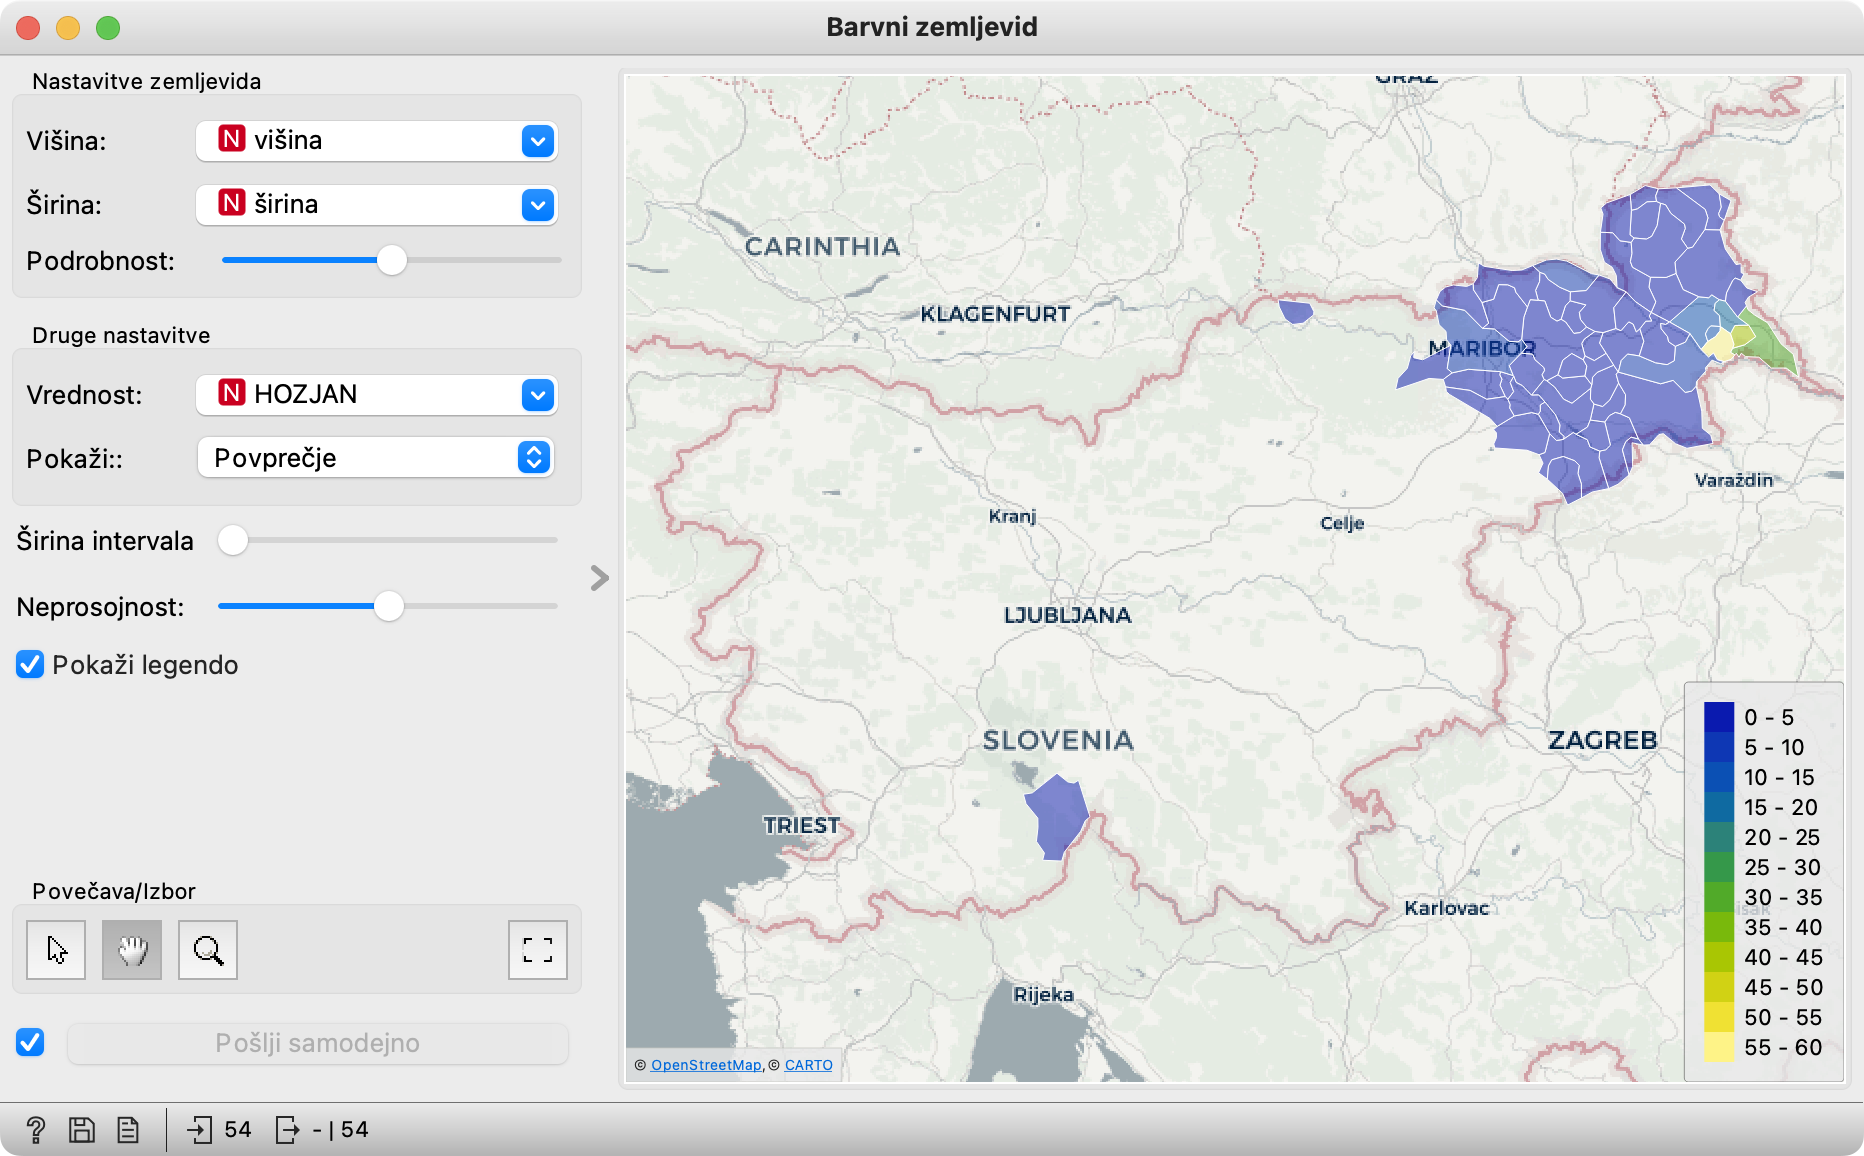 Barvni zemljevid
Nastavitve zemljevida
Višina:
N višina
Širina:
N širina
Podrobnost:
Druge nastavitve
Vrednost:
N HOZJAN
Pokaži::
Povprečje
Širina intervala
Neprosojnost:
Pokaži legendo
Povečava/Izbor
Pošlji samodejno
? 54 - | 54
GRAZ
CARINTHIA
KLAGENFURT
MARIBOR
Varaždin
Kranj
Celje
LJUBLJANA
SLOVENIA
ZAGREB
TRIEST
Karlovac
Rijeka
© OpenStreetMap, © CARTO
0 - 5
5 - 10
10 - 15
15 - 20
20 - 25
25 - 30
30 - 35
35 - 40
40 - 45
45 - 50
50 - 55
55 - 60